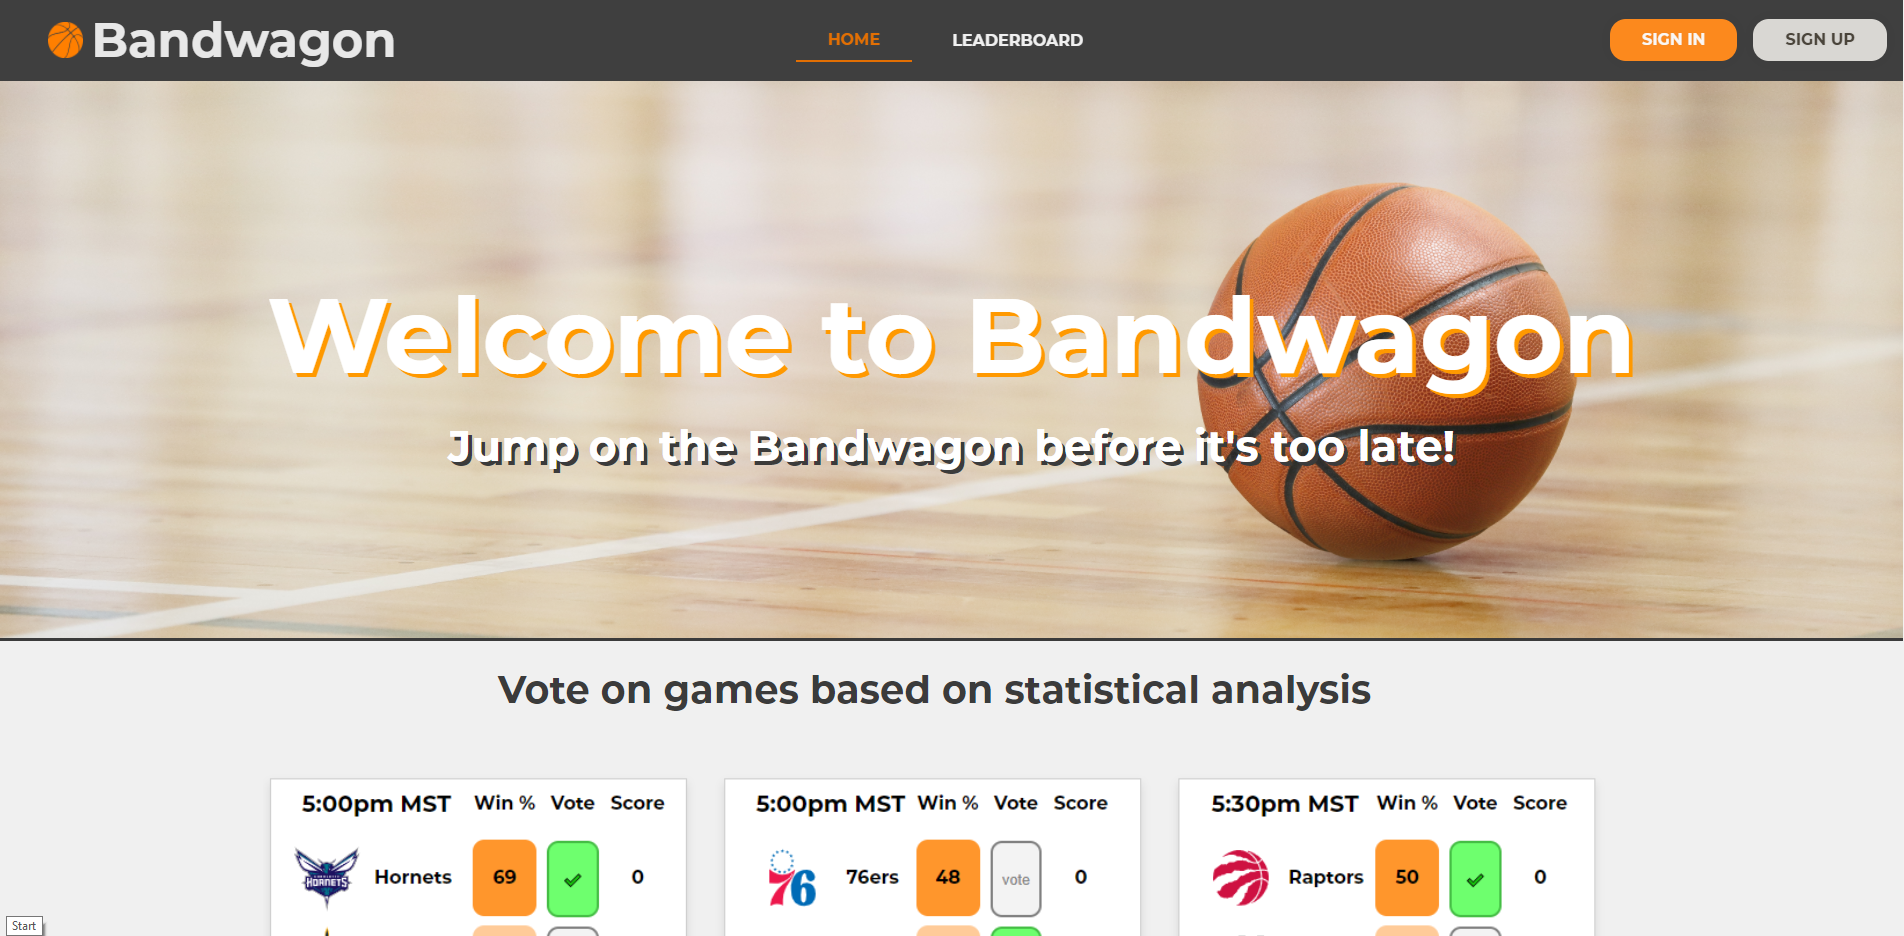 Bandwagon
HOME LEADERBOARD
SIGN IN SIGN UP
Welcome to Bandwagon
Jump on the Bandwagon before it's too late!
Vote on games based on statistical analysis
5:00pm MST Win % Vote Score
HORNETS Hornets 69 0
5:00pm MST Win % Vote Score
76 76ers 48 vote 0
5:30pm MST Win % Vote Score
Raptors 50 0
Start